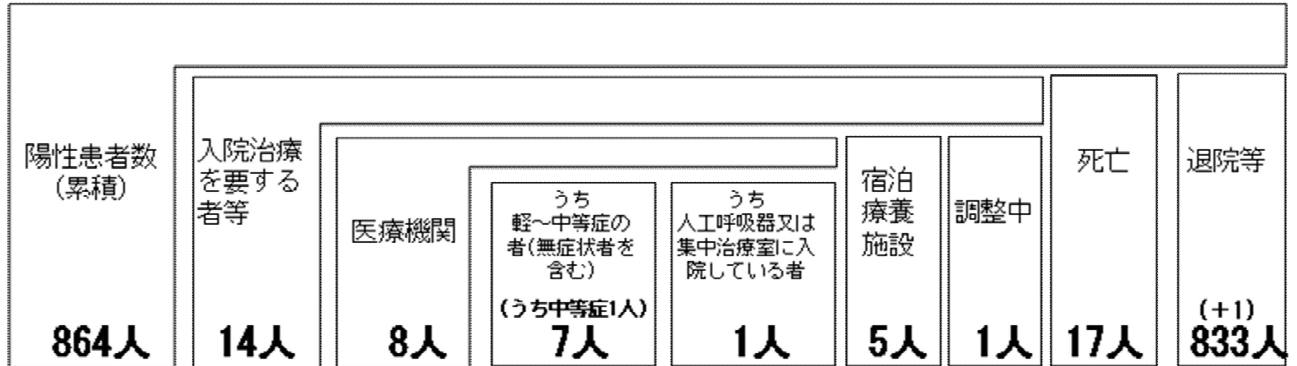 陽性患者数
（累積）
864人
入院治療
を要する
者等
14人
医療機関
8人
うち
軽～中等症の
者(無症状者を
含む)
(うち中等症1人)
7人
うち
人工呼吸器又は
集中治療室に入
院している者
1人
宿泊
療養
施設
5人
調整中
1人
死亡
17人
退院等
(＋1)
833人